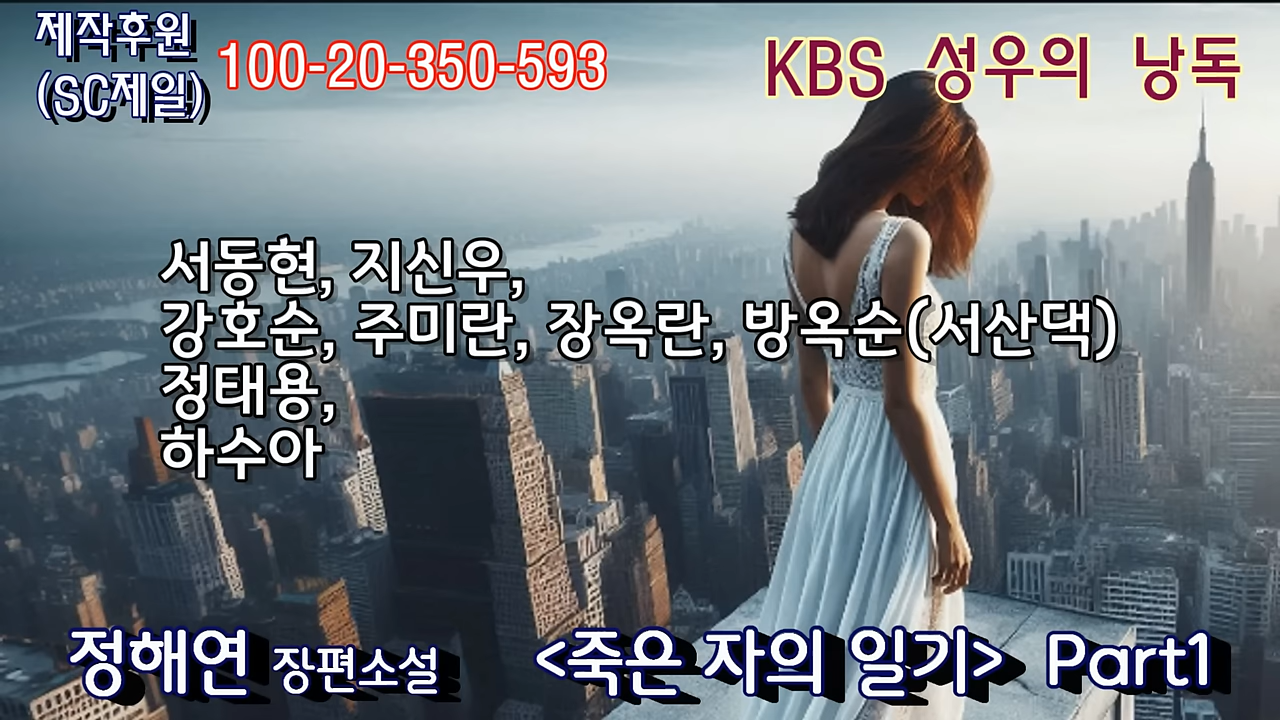 제작후원
(SC제일)
100-20-350-593
KBS 성우의 낭독
서동현, 지신우,
강호순, 주미란, 장옥란, 방옥순(서산댁)
정태용,
하수아
정해연 장편소설 <죽은 자의 일기> Part1